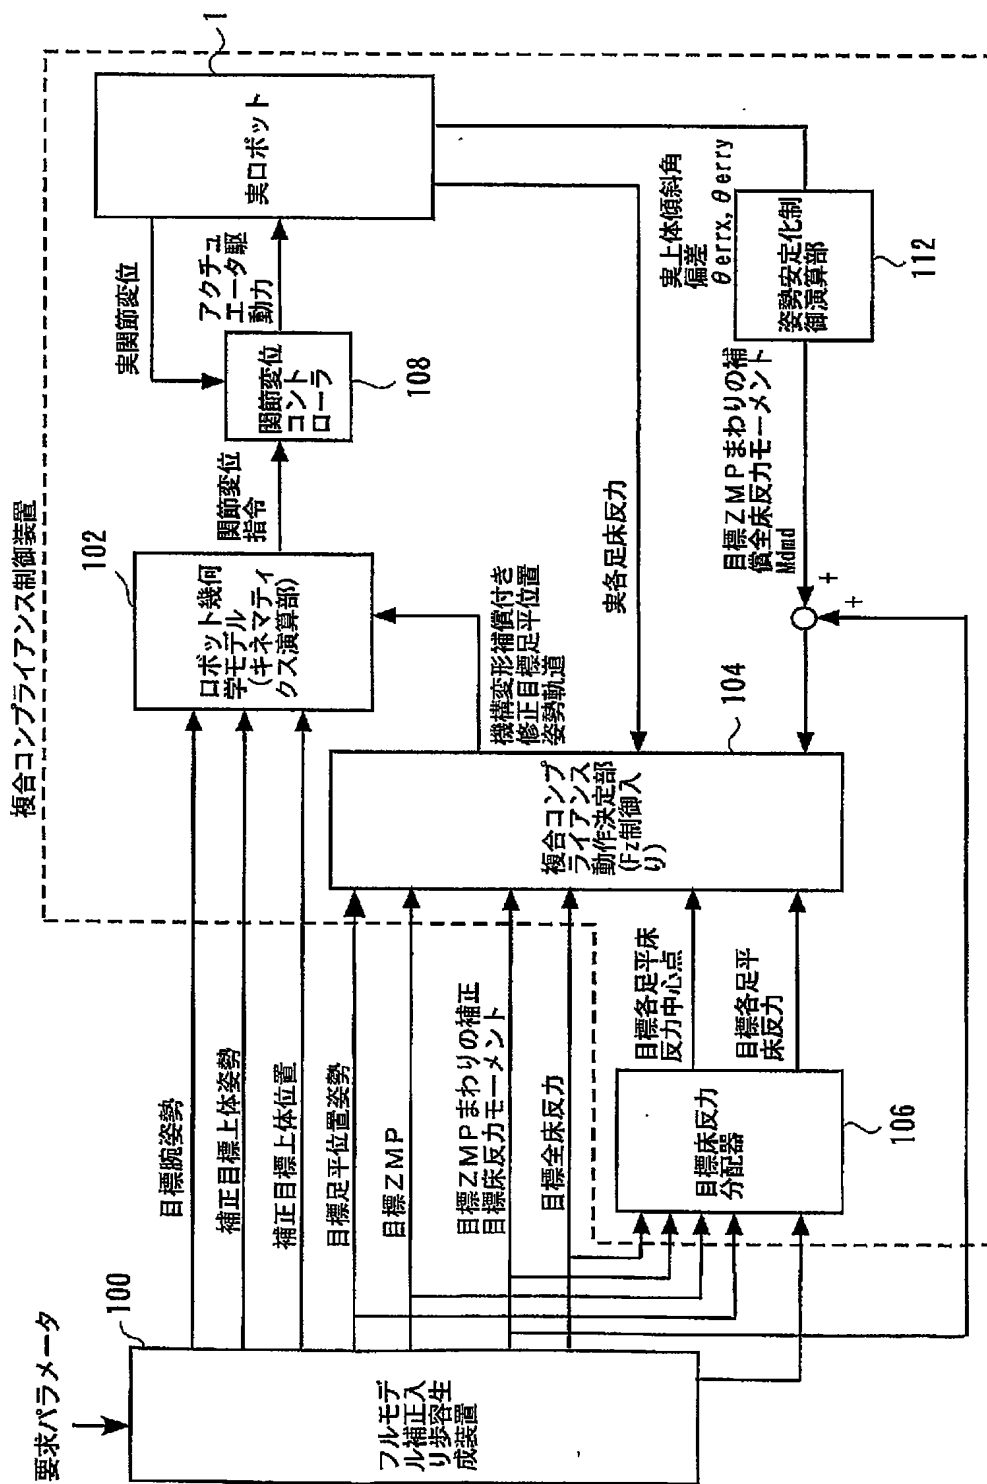 要求パラメータ
100
フルモデ
ル補正入
り歩容生
成装置
目標腕姿勢
補正目標上体姿勢
補正目標上体位置
目標足平位置姿勢
目標ZMP
目標ZMPまわりの補正
目標床反力モーメント
目標全床反力
目標床反力
分配器
106
目標各足平床
反力中心点
目標各足平
床反力
複合コンプライアンス制御装置
102
ロボット幾何
学モデル
(キネマティ
クス演算部)
複合コンプ
ライアンス
動作決定部
(Fz制御入
り)
104
機構変形補償付き
修正目標足平位置
姿勢軌道
関節変位
指令
関節変位
コント
ローラ
108
実関節変位
アクチュ
エータ駆
動力
実ロボット
1
実各足床反力
実上体傾斜角
偏差
θerrx, θerry
姿勢安定化制
御演算部
112
目標ZMPまわりの補
償全床反力モーメント
Mdmd
+
+